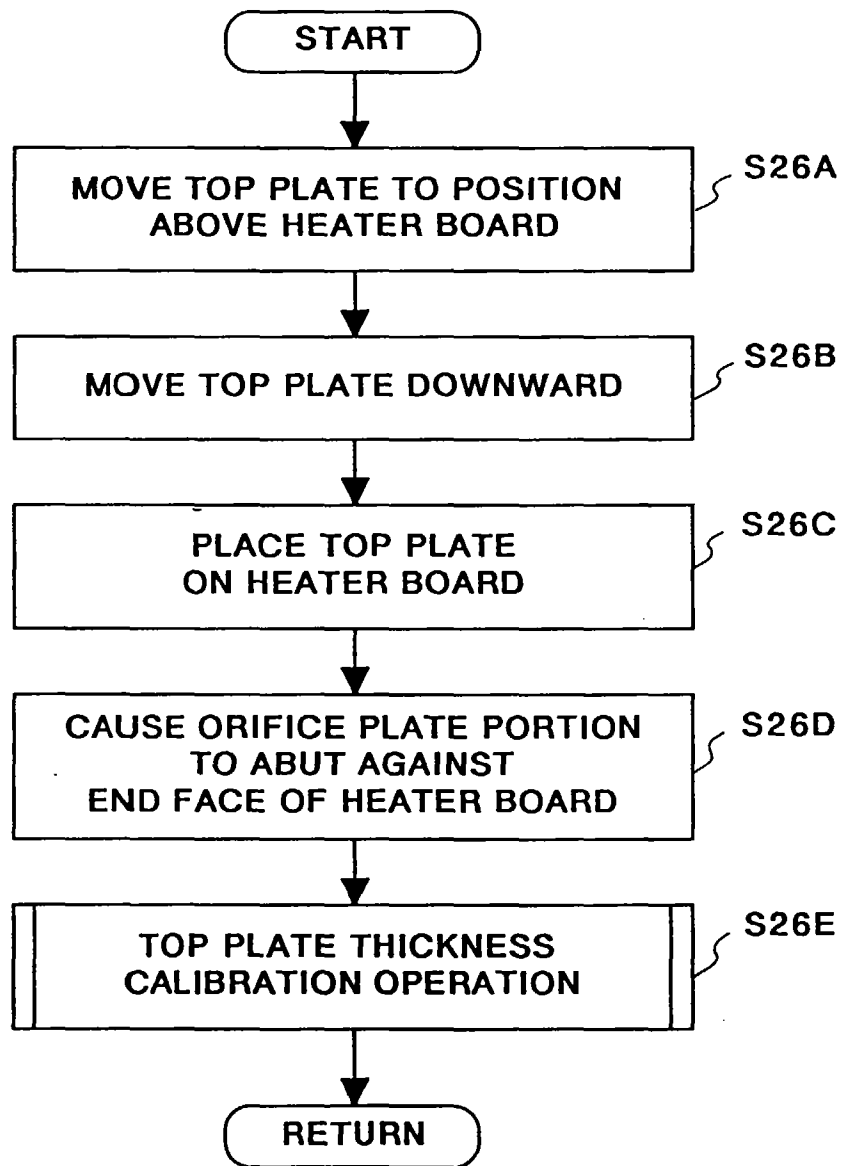 START
MOVE TOP PLATE TO POSITION
ABOVE HEATER BOARD
S26A
MOVE TOP PLATE DOWNWARD
S26B
PLACE TOP PLATE
ON HEATER BOARD
S26C
CAUSE ORIFICE PLATE PORTION
TO ABUT AGAINST
END FACE OF HEATER BOARD
S26D
TOP PLATE THICKNESS
CALIBRATION OPERATION
S26E
RETURN